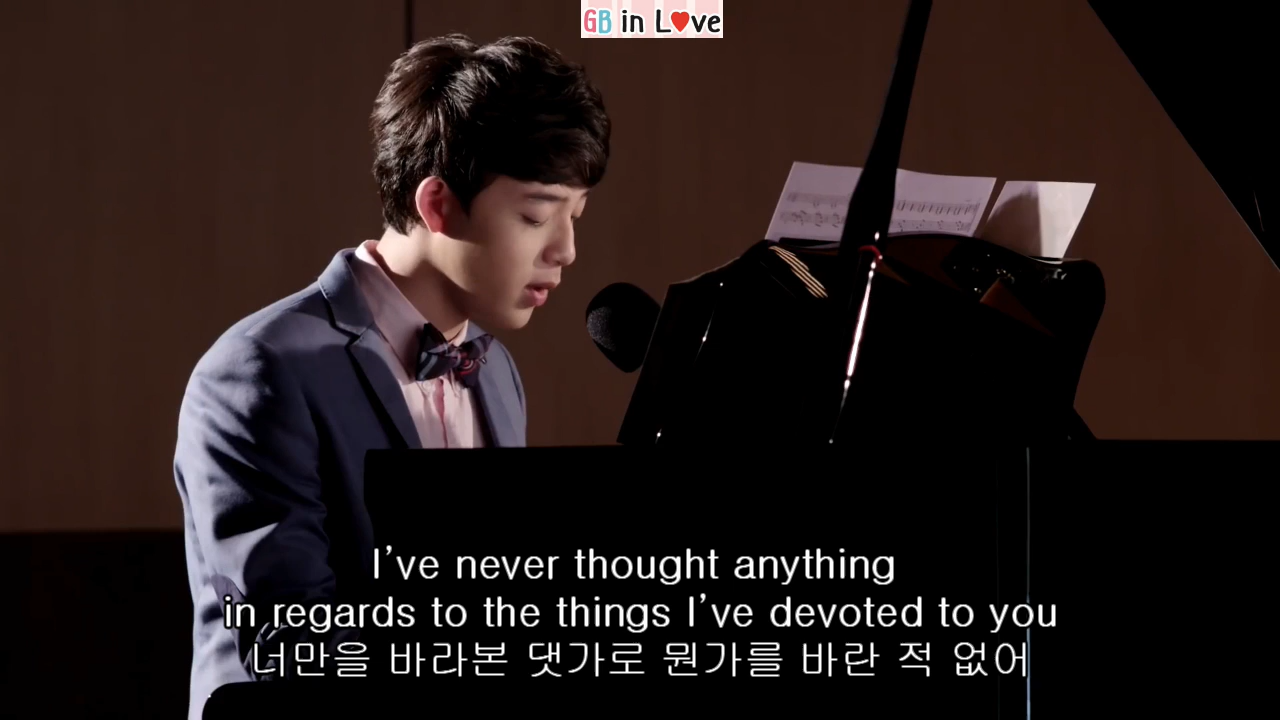 GB in L❤ve
I've never thought anything
in regards to the things I've devoted to you
너만을 바라본 댓가로 뭔가를 바란 적 없어